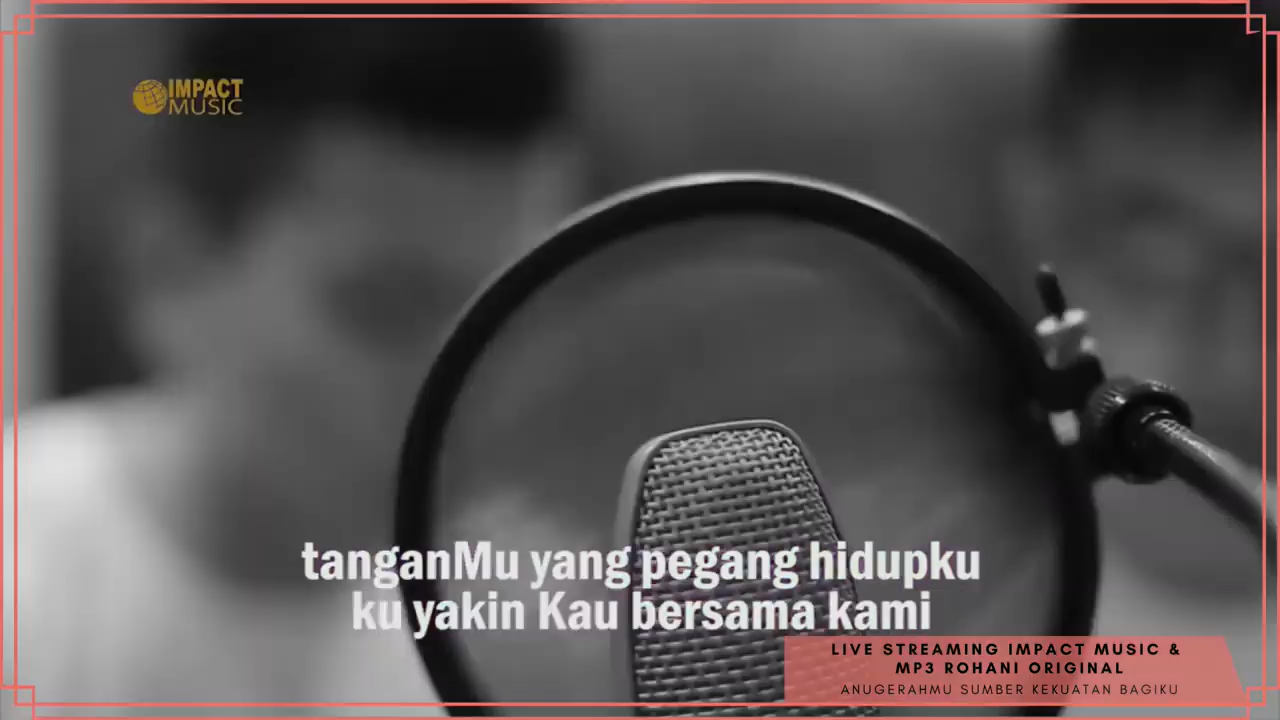 IMPACT
MUSIC
tanganMu yang pegang hidupku
ku yakin Kau bersama kami
LIVE STREAMING IMPACT MUSIC &
MP3 ROHANI ORIGINAL
ANUGERAHMU SUMBER KEKUATAN BAGIKU